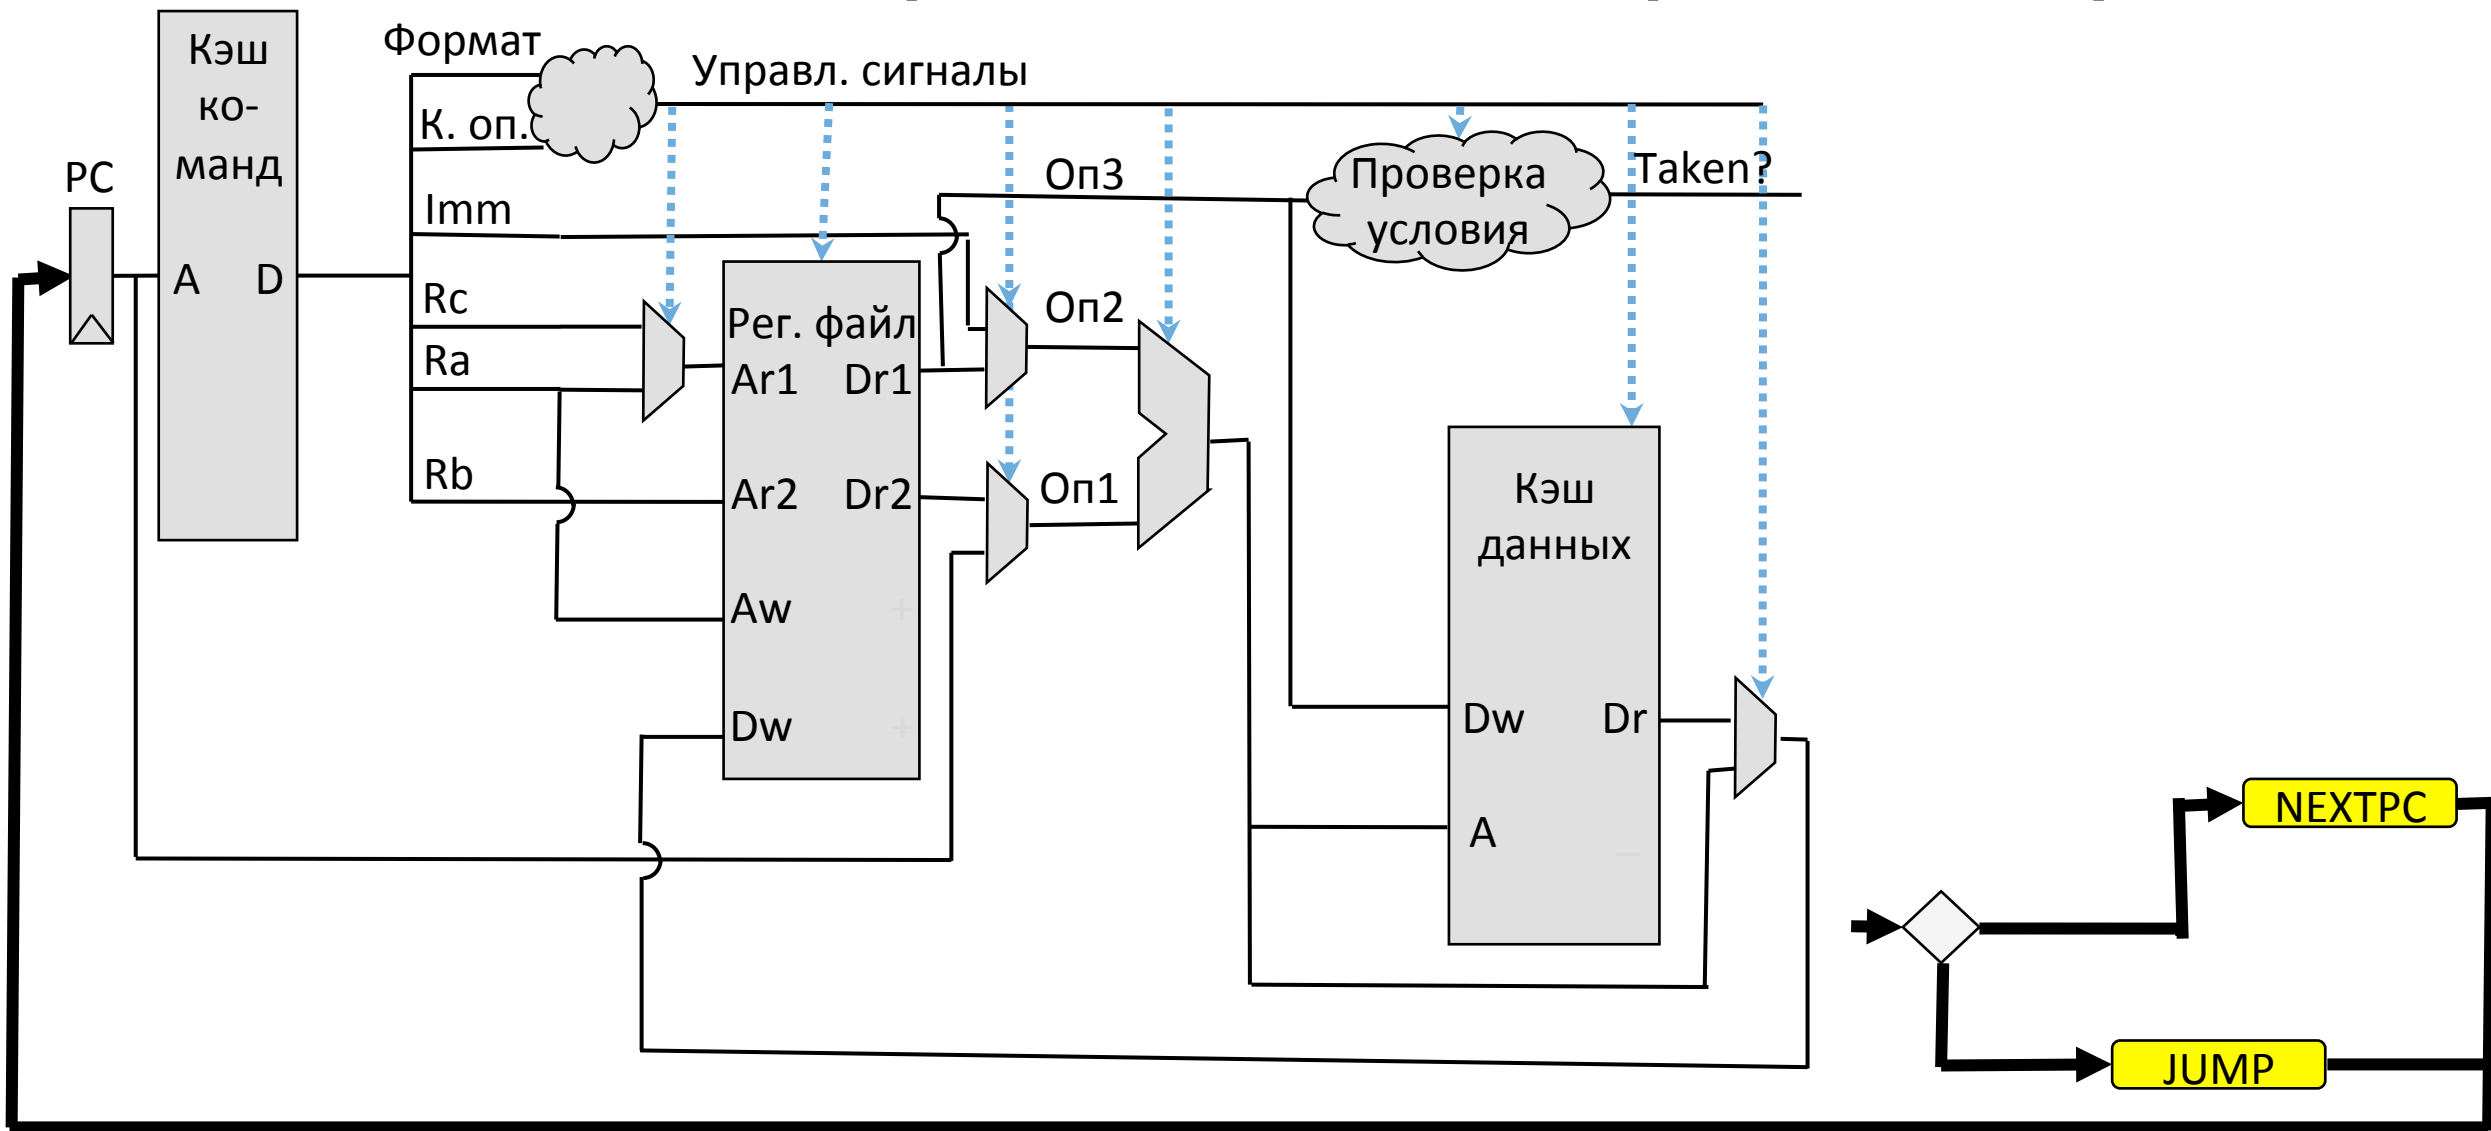 Кэш
ко-
манд
A D
PC
Формат
К. оп.
Imm
Rc
Ra
Rb
Управл. сигналы
Рег. файл
Ar1 Dr1
Ar2 Dr2
Aw
Dw
Оп3
Оп2
Оп1
Проверка
условия
Taken?
Кэш
данных
Dw Dr
A
NEXTPC
JUMP